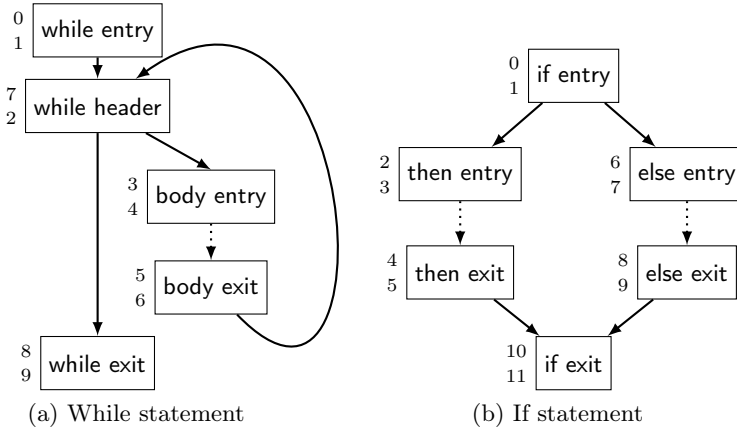 0
1
while entry
7
2
while header
3
4
body entry
5
6
body exit
8
9
while exit
(a) While statement
0
1
if entry
2
3
then entry
6
7
else entry
4
5
then exit
8
9
else exit
10
11
if exit
(b) If statement